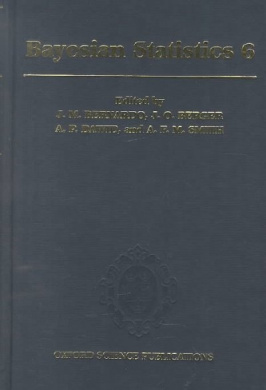 Bayesian Statistics 6
Edited by
J. M. BERNARDO, J. O. BERGER
A. P. DAWID, and A. F. M. SMITH
OXFORD SCIENCE PUBLICATIONS